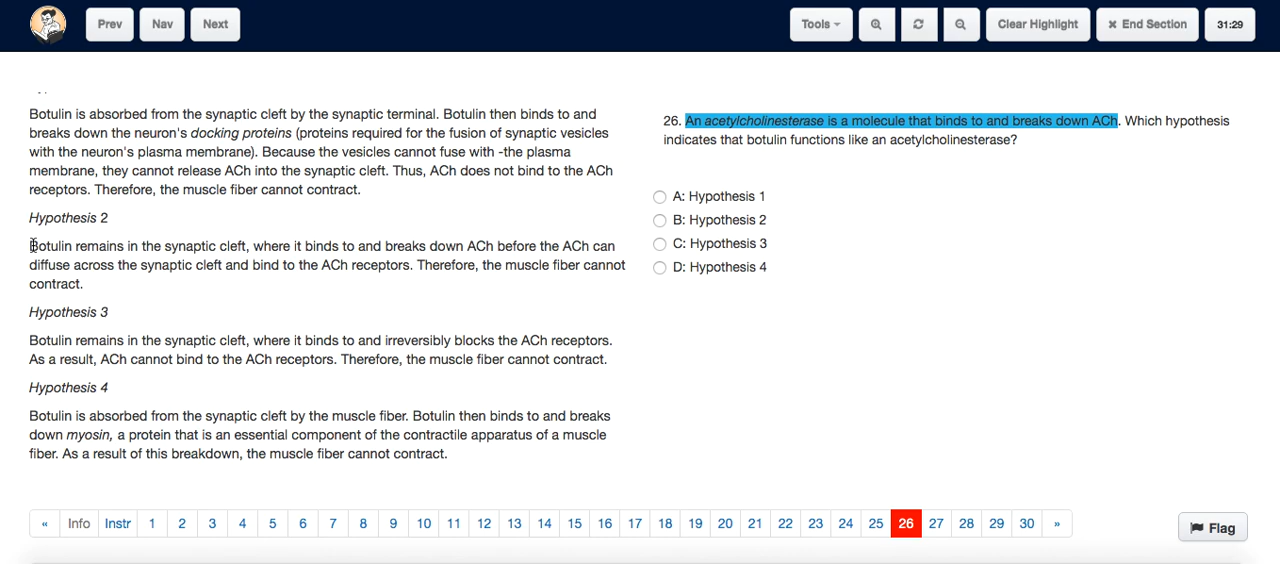 Prev Nav Next Tools Clear Highlight × End Section 31:29
Botulin is absorbed from the synaptic cleft by the synaptic terminal. Botulin then binds to and
breaks down the neuron's docking proteins (proteins required for the fusion of synaptic vesicles
with the neuron's plasma membrane). Because the vesicles cannot fuse with -the plasma
membrane, they cannot release ACh into the synaptic cleft. Thus, ACh does not bind to the ACh
receptors. Therefore, the muscle fiber cannot contract.
Hypothesis 2
Botulin remains in the synaptic cleft, where it binds to and breaks down ACh before the ACh can
diffuse across the synaptic cleft and bind to the ACh receptors. Therefore, the muscle fiber cannot
contract.
Hypothesis 3
Botulin remains in the synaptic cleft, where it binds to and irreversibly blocks the ACh receptors.
As a result, ACh cannot bind to the ACh receptors. Therefore, the muscle fiber cannot contract.
Hypothesis 4
Botulin is absorbed from the synaptic cleft by the muscle fiber. Botulin then binds to and breaks
down myosin, a protein that is an essential component of the contractile apparatus of a muscle
fiber. As a result of this breakdown, the muscle fiber cannot contract.
26. An acetylcholinesterase is a molecule that binds to and breaks down ACh. Which hypothesis
indicates that botulin functions like an acetylcholinesterase?
A: Hypothesis 1
B: Hypothesis 2
C: Hypothesis 3
D: Hypothesis 4
« Info Instr 1 2 3 4 5 6 7 8 9 10 11 12 13 14 15 16 17 18 19 20 21 22 23 24 25 26 27 28 29 30 »
Flag